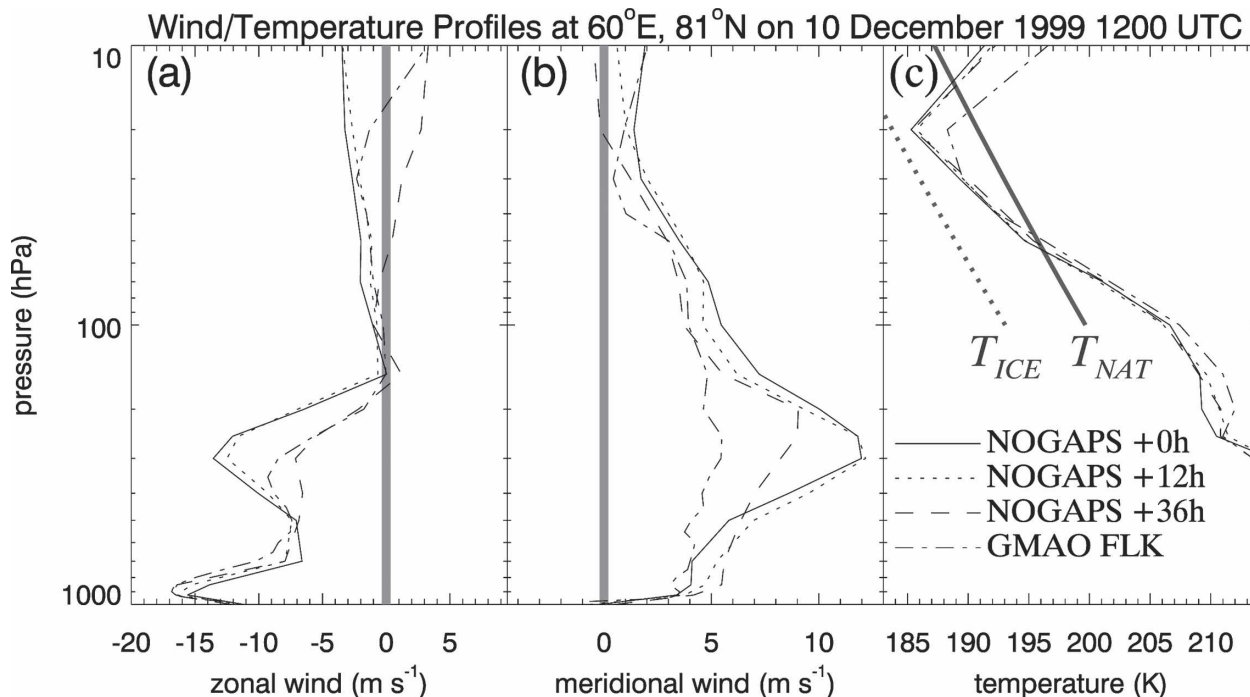 Wind/Temperature Profiles at 60°E, 81°N on 10 December 1999 1200 UTC
(a) (b) (c)
10
100
1000
pressure (hPa)
T_ICE T_NAT
NOGAPS +0h
NOGAPS +12h
NOGAPS +36h
GMAO FLK
-20 -15 -10 -5 0 5 0 5 10 185 190 195 200 205 210
zonal wind (m s⁻¹) meridional wind (m s⁻¹) temperature (K)